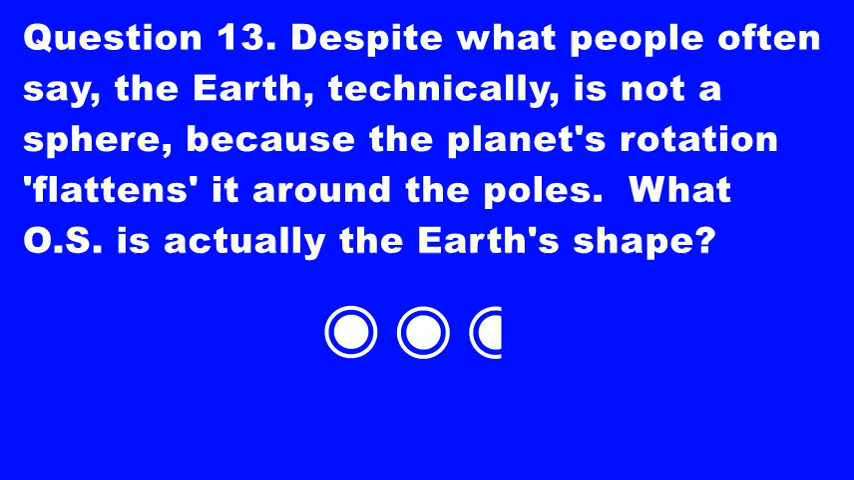 Question 13. Despite what people often
say, the Earth, technically, is not a
sphere, because the planet's rotation
'flattens' it around the poles.  What
O.S. is actually the Earth's shape?